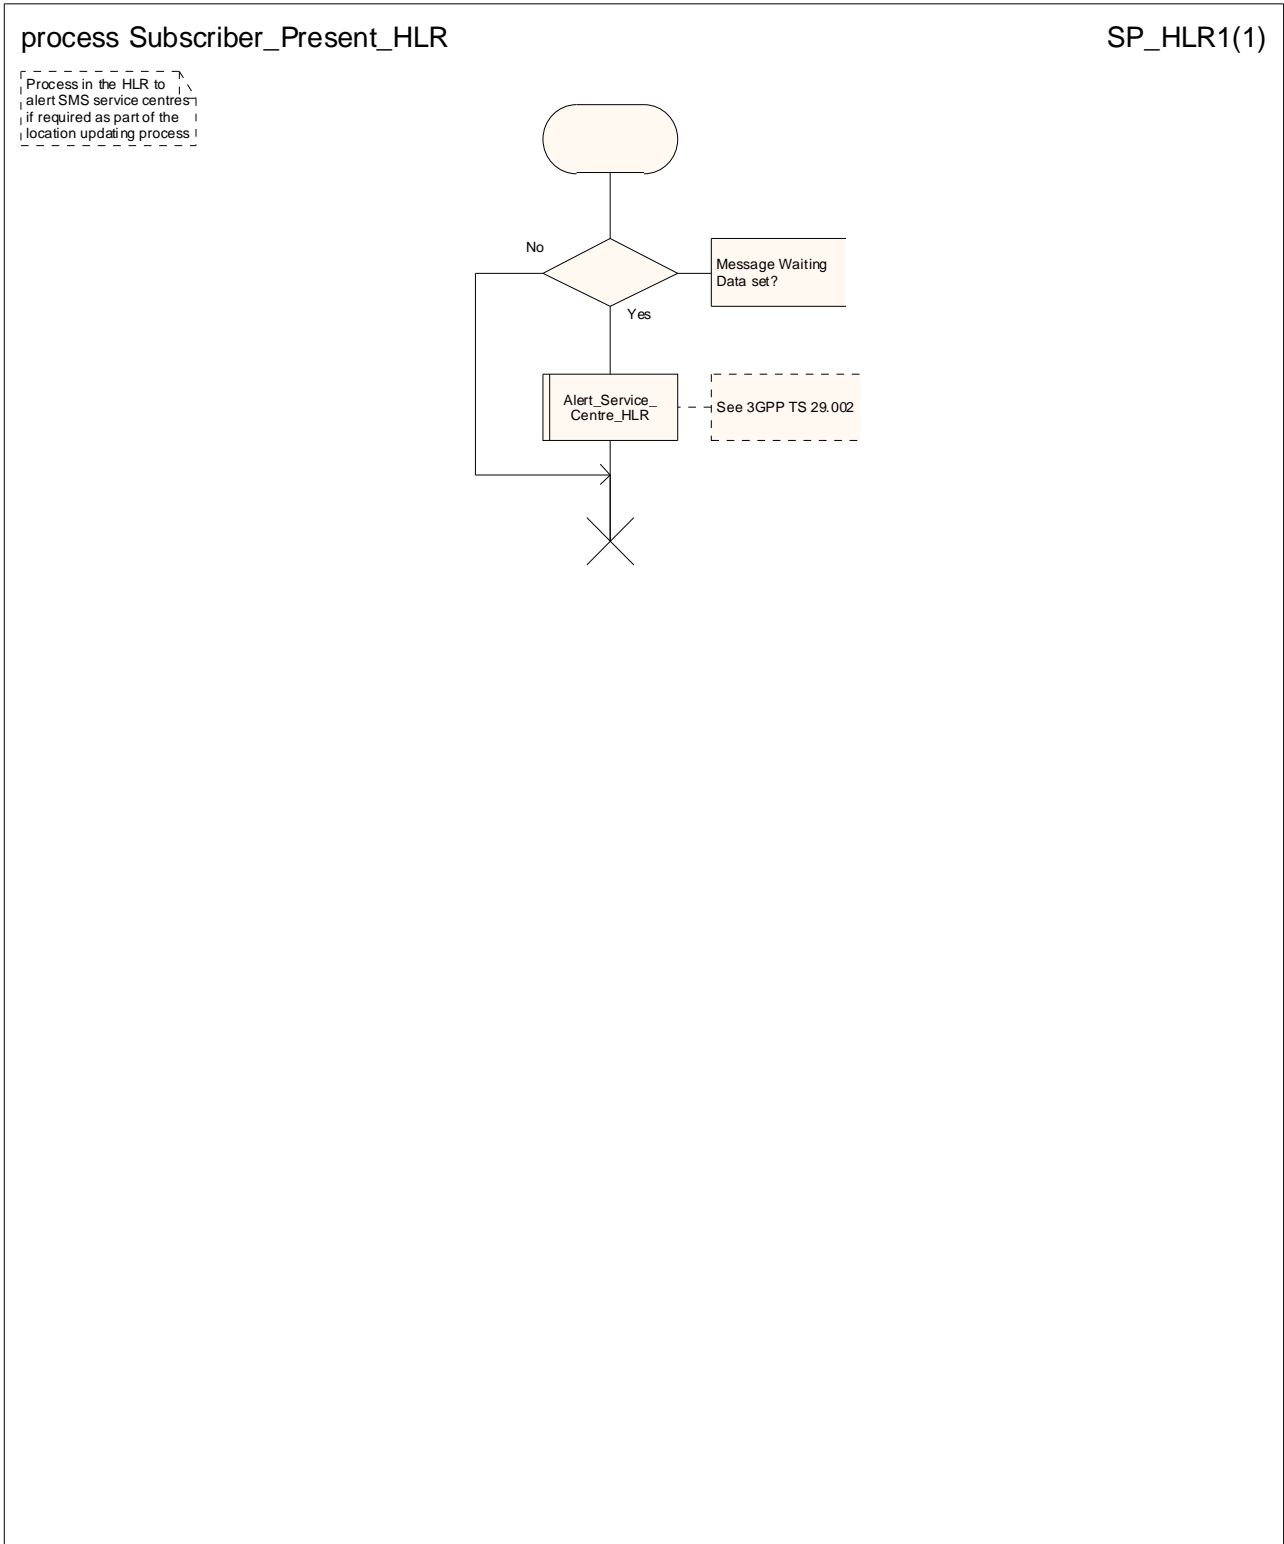 process Subscriber_Present_HLR
SP_HLR1(1)
Process in the HLR to
alert SMS service centres
if required as part of the
location updating process
No
Message Waiting
Data set?
Yes
Alert_Service_
Centre_HLR
See 3GPP TS 29.002